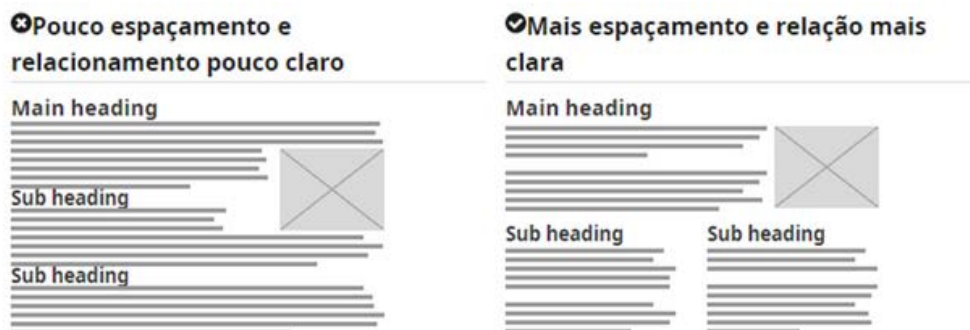 Pouco espaçamento e
relacionamento pouco claro
Main heading
Sub heading
Sub heading
Mais espaçamento e relação mais
clara
Main heading
Sub heading
Sub heading